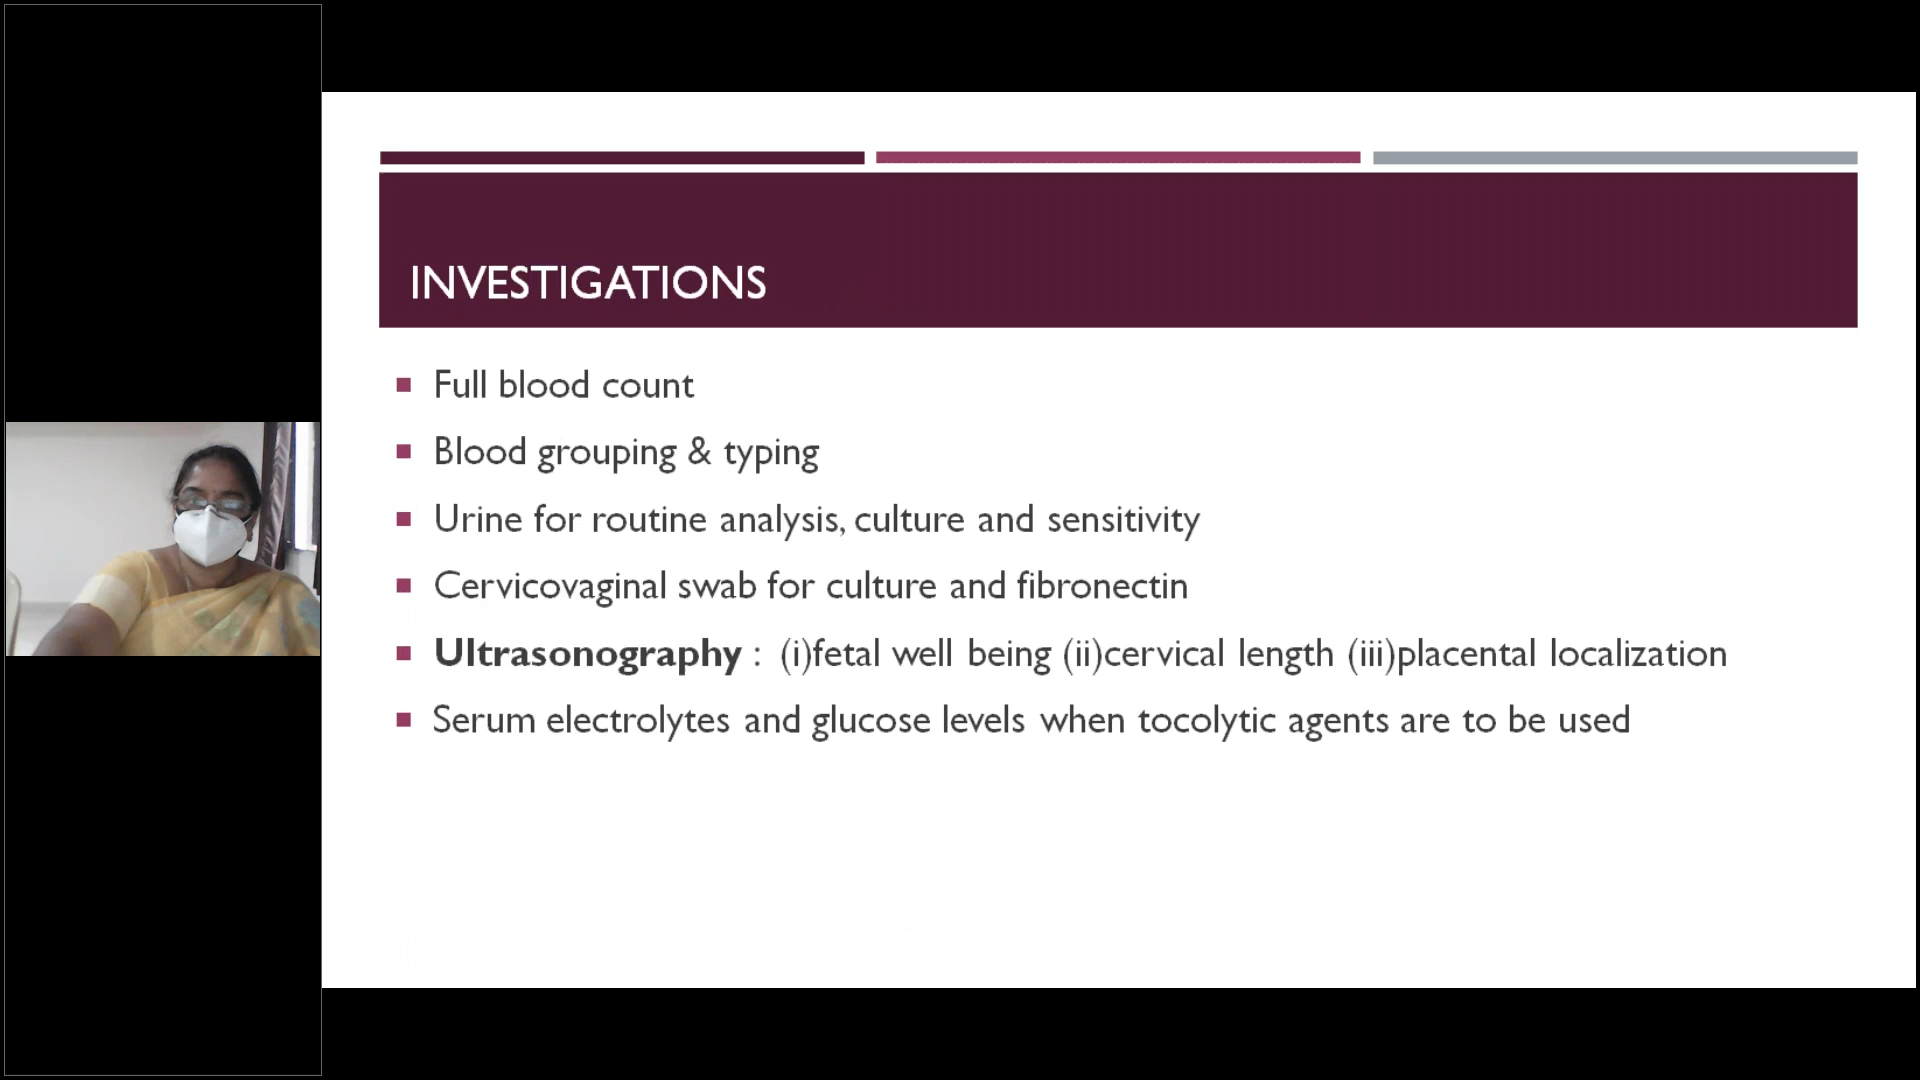 INVESTIGATIONS
Full blood count
Blood grouping & typing
Urine for routine analysis, culture and sensitivity
Cervicovaginal swab for culture and fibronectin
Ultrasonography : (i)fetal well being (ii)cervical length (iii)placental localization
Serum electrolytes and glucose levels when tocolytic agents are to be used